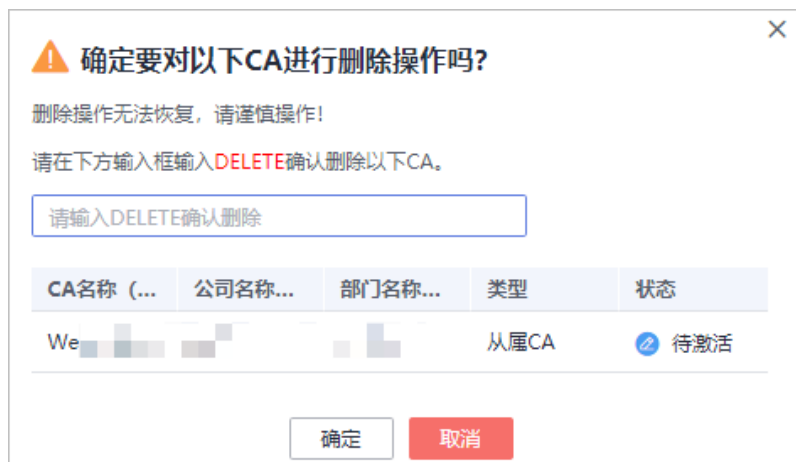 确定要对以下CA进行删除操作吗?
删除操作无法恢复，请谨慎操作!
请在下方输入框输入DELETE确认删除以下CA。
请输入DELETE确认删除
CA名称（... 公司名称... 部门名称... 类型 状态
We 从属CA 待激活
确定 取消